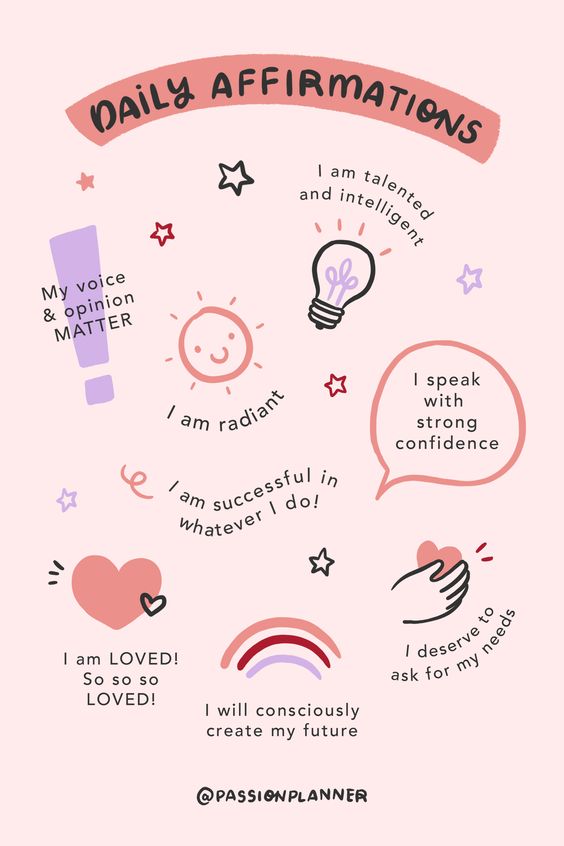 DAILY AFFIRMATIONS
I am talented
and intelligent
My voice
& opinion
MATTER
I am radiant
I speak
with
strong
confidence
I am successful in
whatever I do!
I am LOVED!
So so so
LOVED!
I deserve to
ask for my needs
I will consciously
create my future
@PASSIONPLANNER